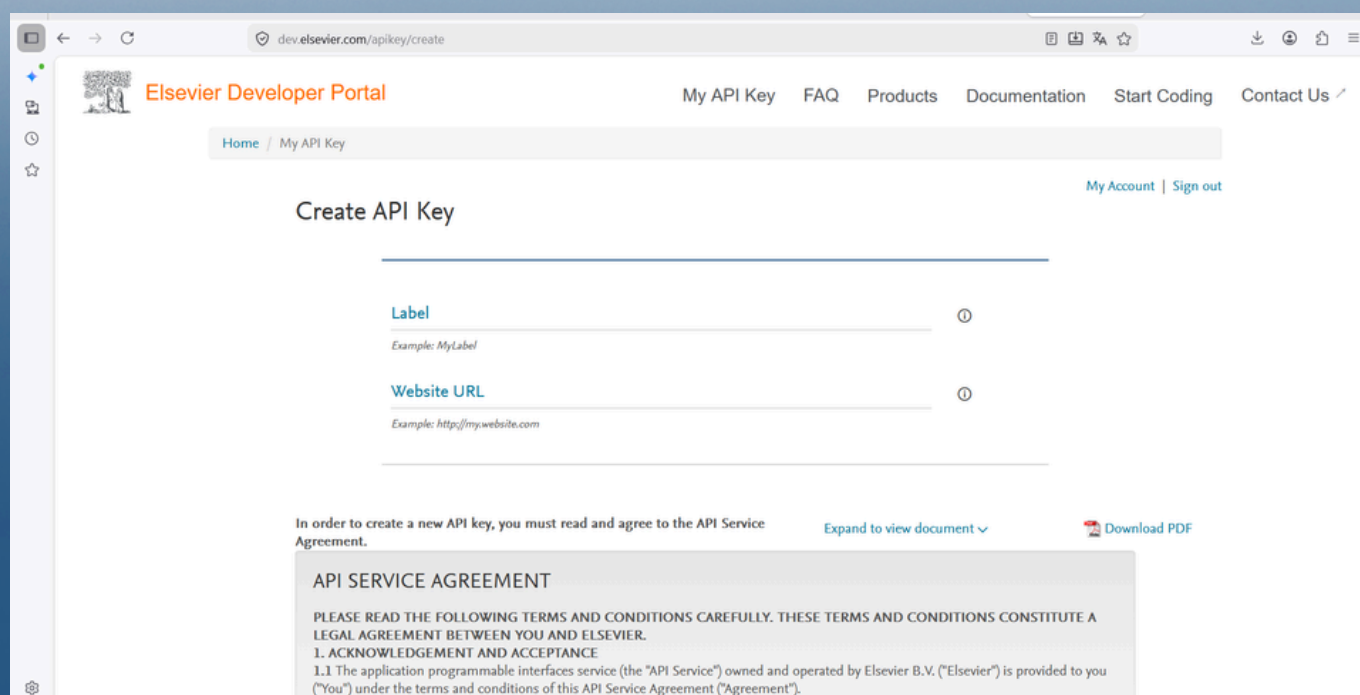 dev.elsevier.com/apikey/create
Elsevier Developer Portal
My API Key FAQ Products Documentation Start Coding Contact Us
Home / My API Key
My Account | Sign out
Create API Key
Label
Example: MyLabel
Website URL
Example: http://my.website.com
In order to create a new API key, you must read and agree to the API Service
Agreement.
Expand to view document
Download PDF
API SERVICE AGREEMENT
PLEASE READ THE FOLLOWING TERMS AND CONDITIONS CAREFULLY. THESE TERMS AND CONDITIONS CONSTITUTE A
LEGAL AGREEMENT BETWEEN YOU AND ELSEVIER.
1. ACKNOWLEDGEMENT AND ACCEPTANCE
1.1 The application programmable interfaces service (the "API Service") owned and operated by Elsevier B.V. ("Elsevier") is provided to you
("You") under the terms and conditions of this API Service Agreement ("Agreement").